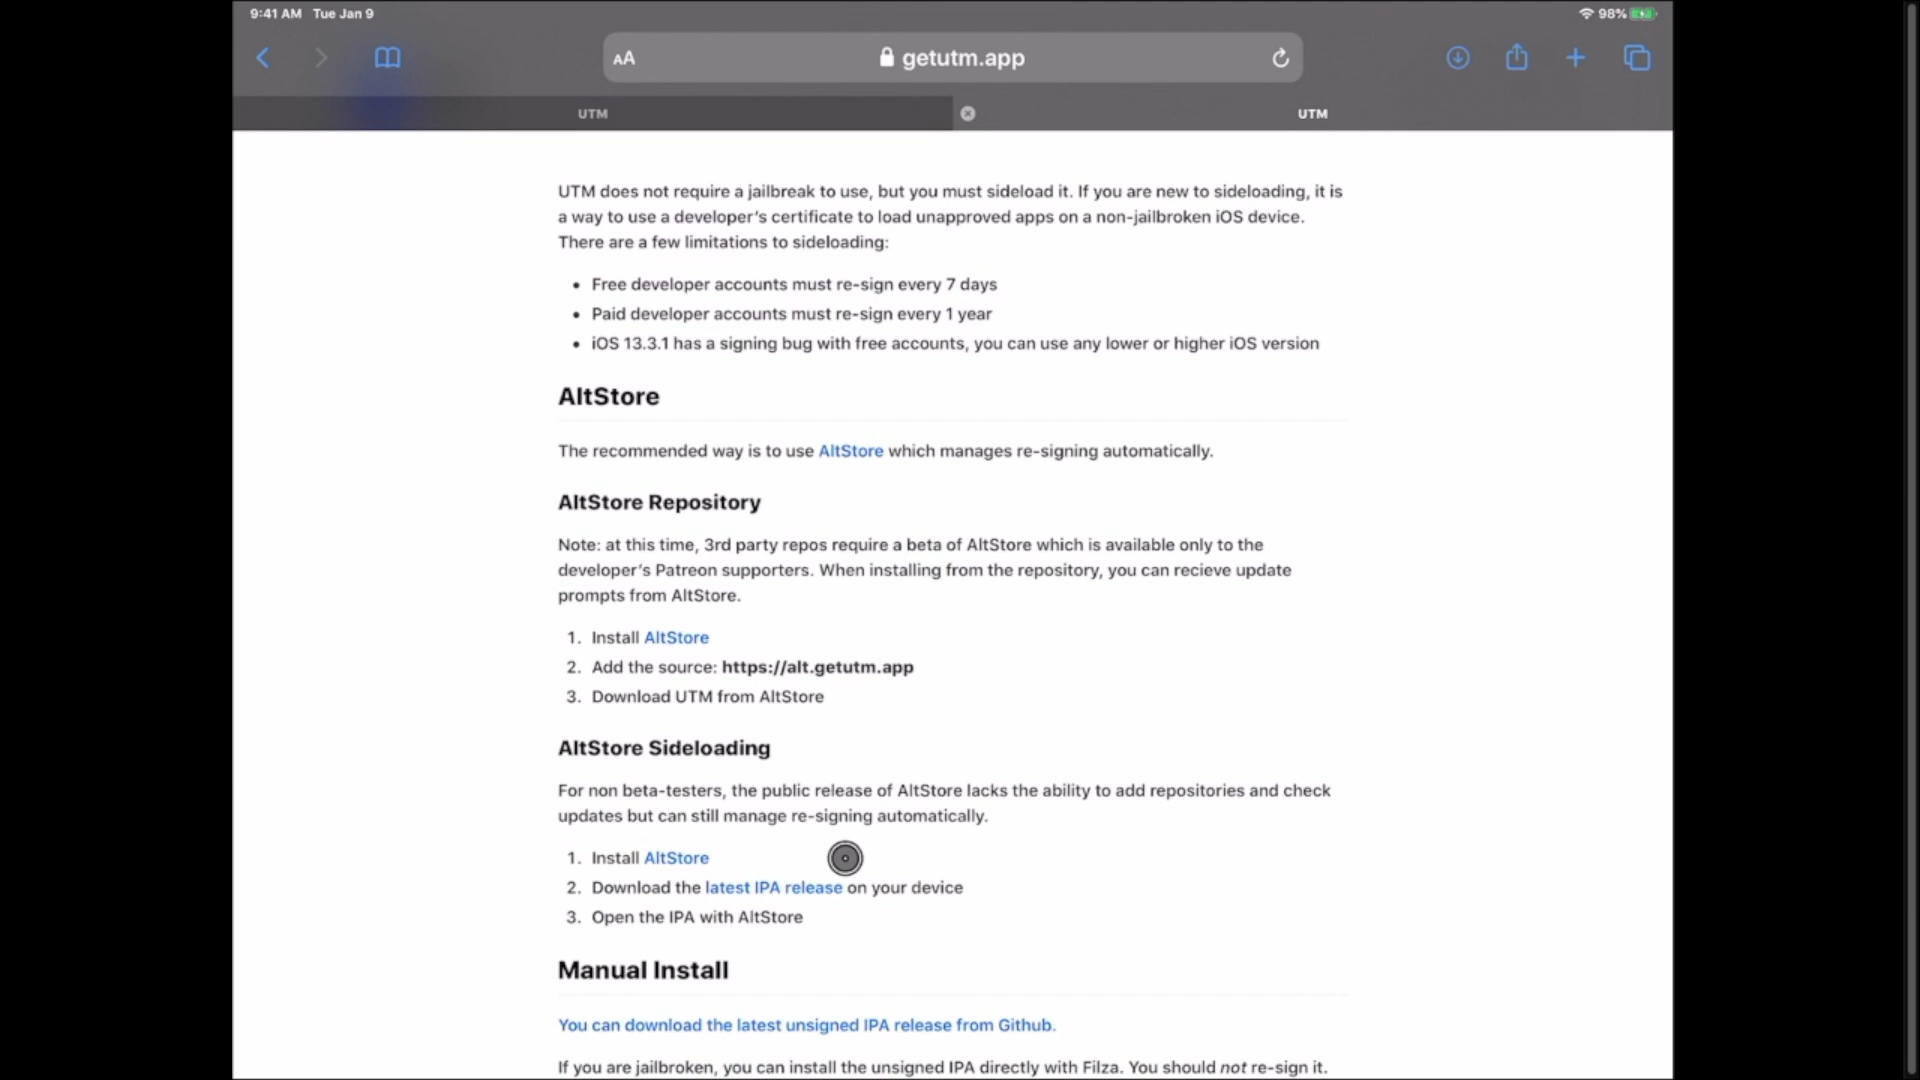 9:41 AM Tue Jan 9
98%
AA
getutm.app
UTM
UTM
UTM does not require a jailbreak to use, but you must sideload it. If you are new to sideloading, it is
a way to use a developer's certificate to load unapproved apps on a non-jailbroken iOS device.
There are a few limitations to sideloading:
• Free developer accounts must re-sign every 7 days
• Paid developer accounts must re-sign every 1 year
• iOS 13.3.1 has a signing bug with free accounts, you can use any lower or higher iOS version
AltStore
The recommended way is to use AltStore which manages re-signing automatically.
AltStore Repository
Note: at this time, 3rd party repos require a beta of AltStore which is available only to the
developer's Patreon supporters. When installing from the repository, you can recieve update
prompts from AltStore.
1. Install AltStore
2. Add the source: https://alt.getutm.app
3. Download UTM from AltStore
AltStore Sideloading
For non beta-testers, the public release of AltStore lacks the ability to add repositories and check
updates but can still manage re-signing automatically.
1. Install AltStore
2. Download the latest IPA release on your device
3. Open the IPA with AltStore
Manual Install
You can download the latest unsigned IPA release from Github.
If you are jailbroken, you can install the unsigned IPA directly with Filza. You should not re-sign it.